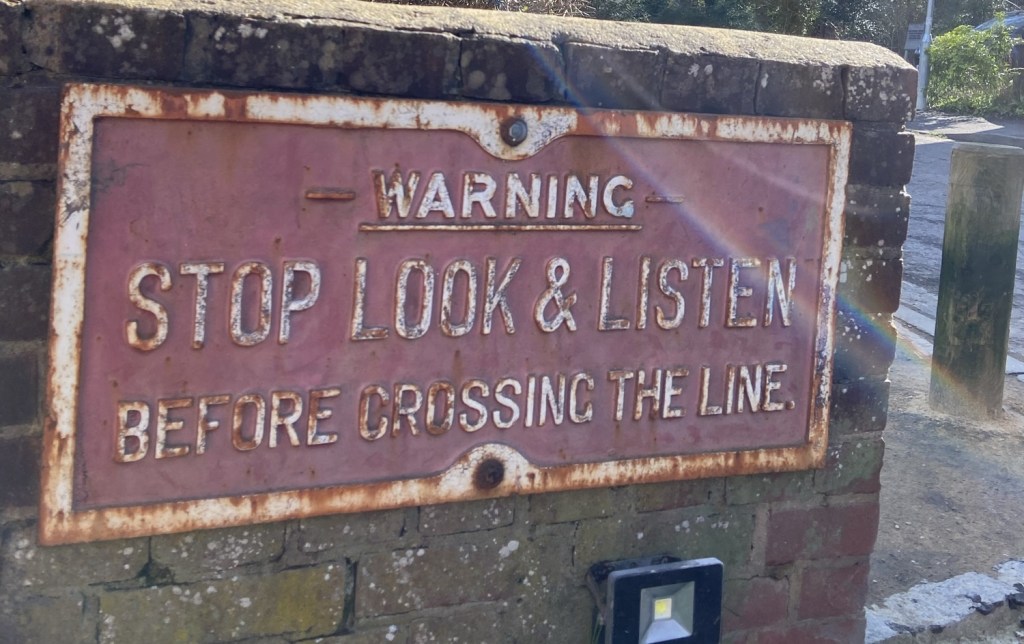 - WARNING -
STOP LOOK & LISTEN
BEFORE CROSSING THE LINE.